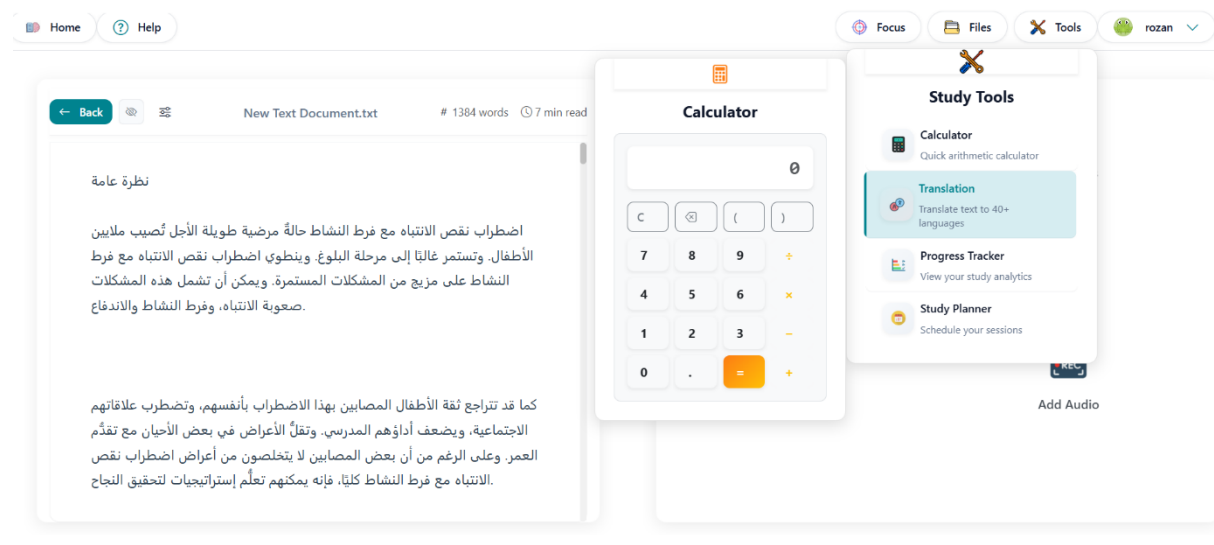 Home
Help
Focus
Files
Tools
rozan
Back
New Text Document.txt
# 1384 words
7 min read
نظرة عامة
اضطراب نقص الانتباه مع فرط النشاط حالةٌ مرضية طويلة الأجل تُصيب ملايين
الأطفال. وتستمر غالبًا إلى مرحلة البلوغ. وينطوي اضطراب نقص الانتباه مع فرط
النشاط على مزيج من المشكلات المستمرة. ويمكن أن تشمل هذه المشكلات
.صعوبة الانتباه، وفرط النشاط والاندفاع
كما قد تتراجع ثقة الأطفال المصابين بهذا الاضطراب بأنفسهم، وتضطرب علاقاتهم
الاجتماعية، ويضعف أداؤهم المدرسي. وتقلُّ الأعراض في بعض الأحيان مع تقدُّم
العمر. وعلى الرغم من أن بعض المصابين لا يتخلصون من أعراض اضطراب نقص
.الانتباه مع فرط النشاط كليًا، فإنه يمكنهم تعلُّم إستراتيجيات لتحقيق النجاح
Calculator
0
C ( )
7 8 9 ÷
4 5 6 ×
1 2 3 −
0 . = +
Study Tools
Calculator
Quick arithmetic calculator
Translation
Translate text to 40+
languages
Progress Tracker
View your study analytics
Study Planner
Schedule your sessions
REC
Add Audio